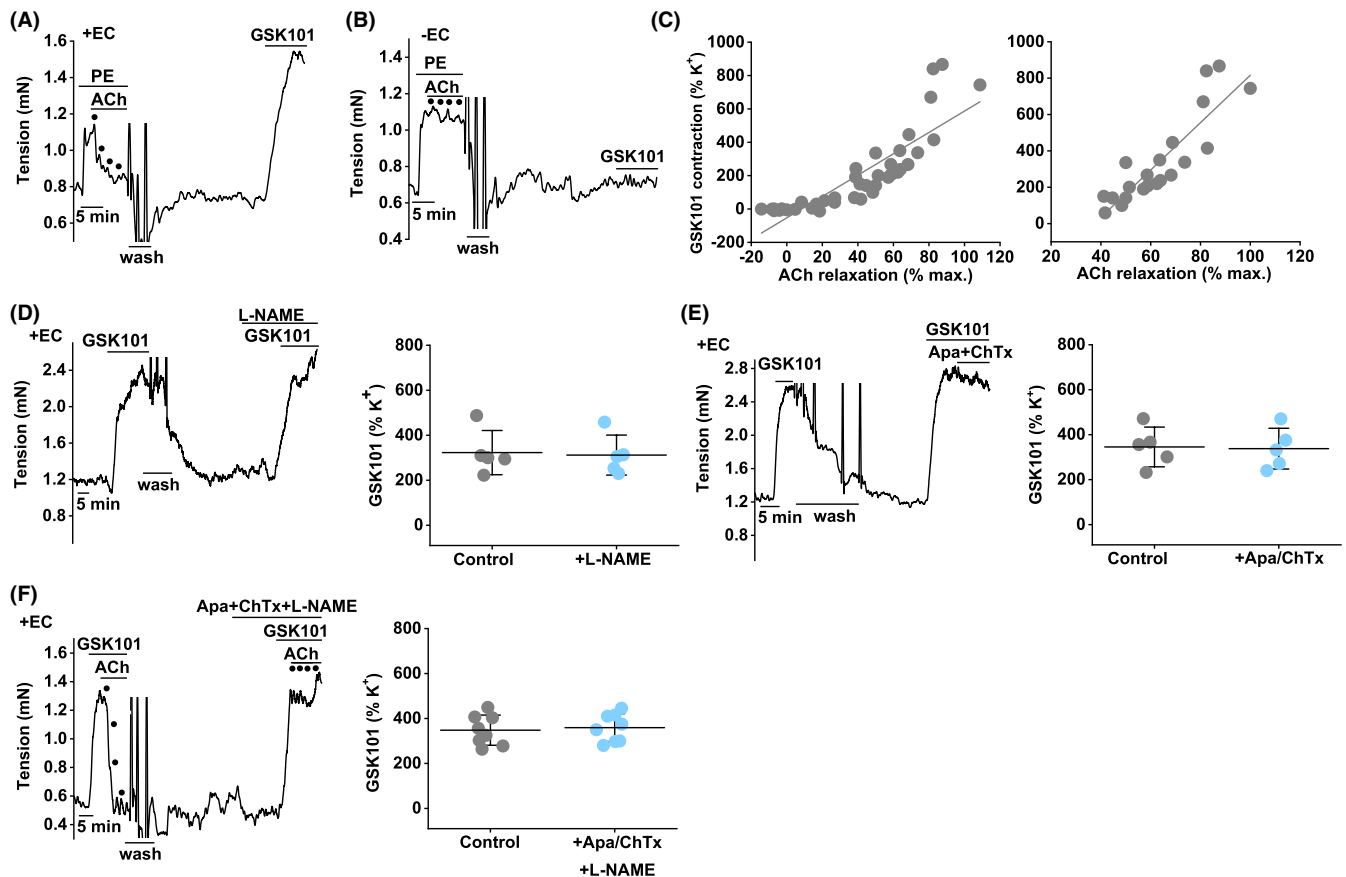 (A)
+EC
GSK101
PE
ACh
Tension (mN)
1.6
1.4
1.2
1.0
0.8
0.6
5 min
wash
(B)
-EC
PE
ACh
GSK101
Tension (mN)
1.4
1.2
1.0
0.8
0.6
0.4
5 min
wash
(C)
GSK101 contraction (% K+)
1000
800
600
400
200
0
-200
-20 0 20 40 60 80 100 120
ACh relaxation (% max.)
1000
800
600
400
200
0
20 40 60 80 100 120
ACh relaxation (% max.)
(D)
+EC
L-NAME
GSK101 GSK101
Tension (mN)
2.4
2.0
1.6
1.2
0.8
5 min
wash
GSK101 (% K+)
800
600
400
200
0
Control +L-NAME
(E)
+EC
GSK101
GSK101
Apa+ChTx
Tension (mN)
2.8
2.4
2.0
1.6
1.2
0.8
5 min wash
GSK101 (% K+)
800
600
400
200
0
Control +Apa/ChTx
(F)
+EC
Apa+ChTx+L-NAME
GSK101 GSK101
ACh ACh
Tension (mN)
1.6
1.4
1.2
1.0
0.8
0.6
0.4
5 min
wash
GSK101 (% K+)
800
600
400
200
0
Control +Apa/ChTx
+L-NAME